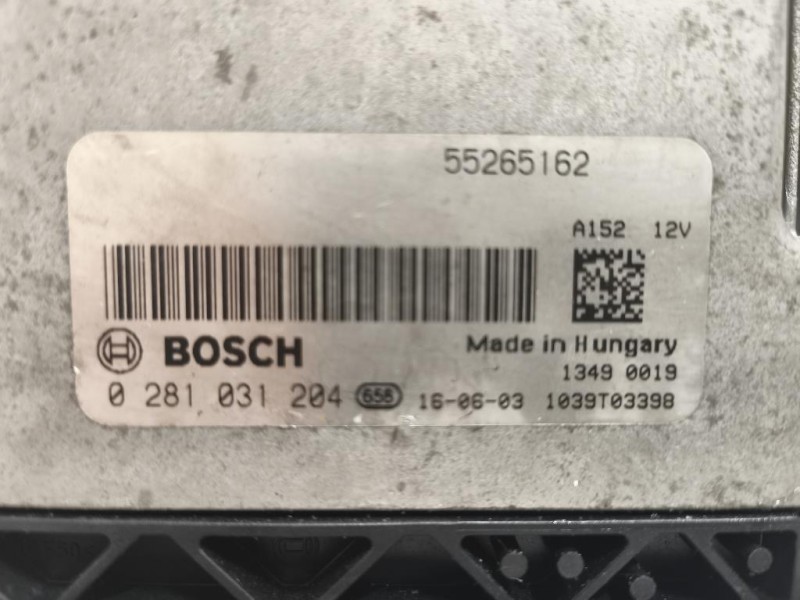 55265162
A152 12V
BOSCH
Made in Hungary
1349 0019
0 281 031 204 658 16-06-03 1039T03398